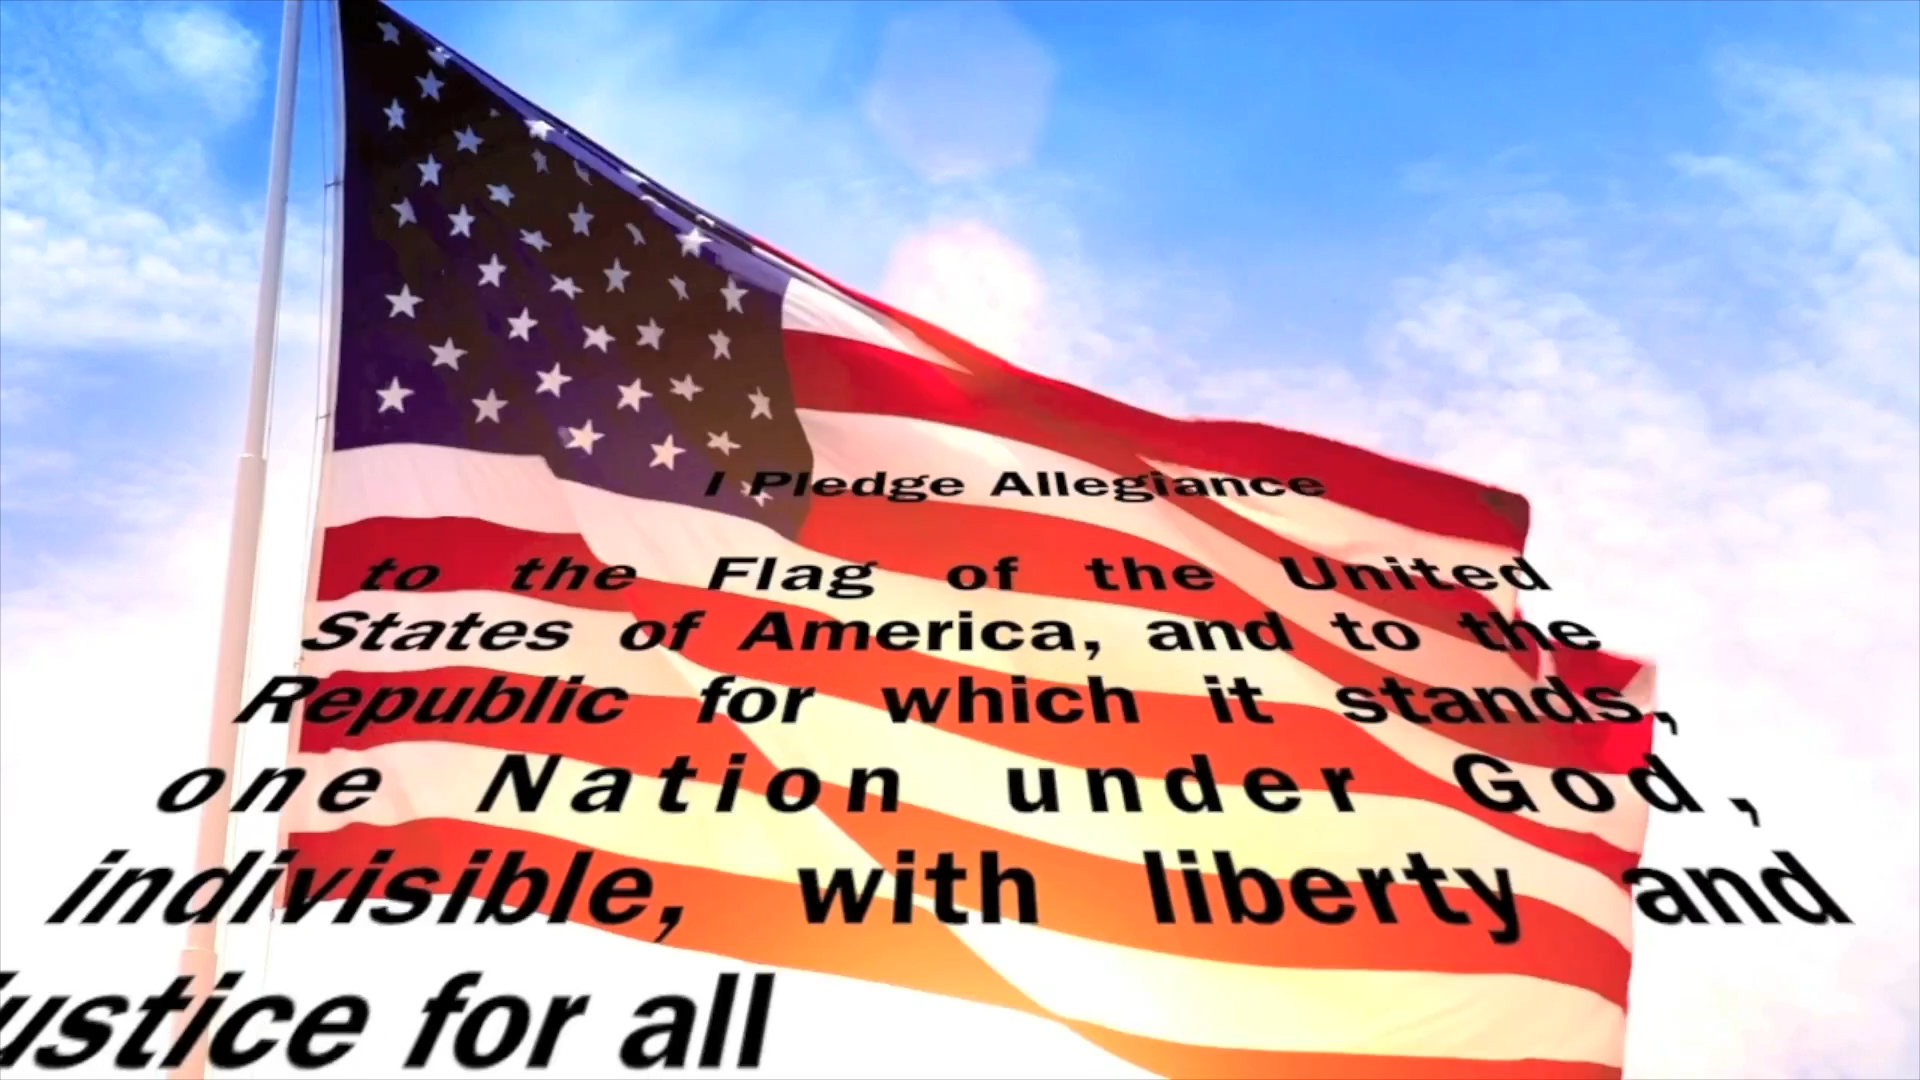 I Pledge Allegiance
to the Flag of the United
States of America, and to the
Republic for which it stands,
one Nation under God,
indivisible, with liberty and
justice for all